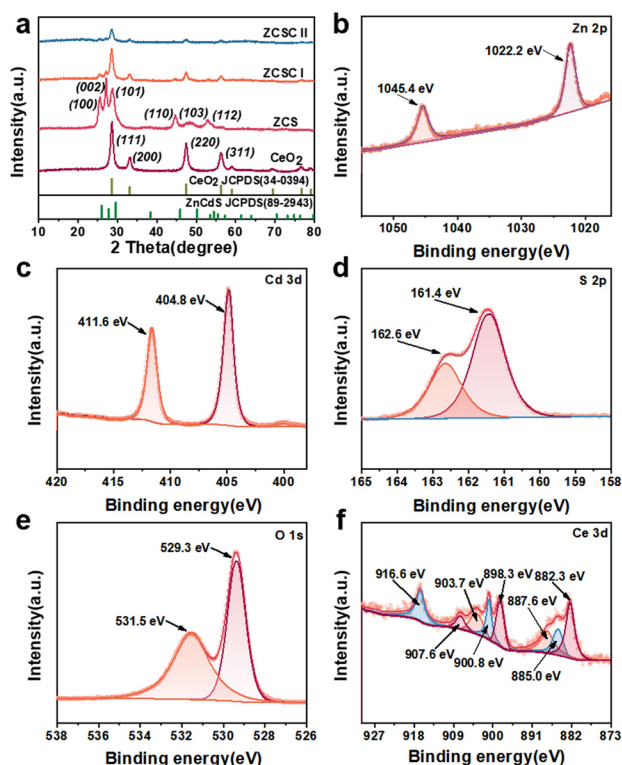 a
ZCSC II
ZCSC I
(002)
(101)
(100)
ZCS
(110)
(103)
(112)
(111)
(200)
(220)
(311)
CeO2
CeO2 JCPDS(34-0394)
ZnCdS JCPDS(89-2943)
10 20 30 40 50 60 70 80
2 Theta(degree)
Intensity(a.u.)
b
Zn 2p
1022.2 eV
1045.4 eV
1050 1040 1030 1020
Binding energy(eV)
Intensity(a.u.)
c
Cd 3d
404.8 eV
411.6 eV
420 415 410 405 400
Binding energy(eV)
Intensity(a.u.)
d
S 2p
161.4 eV
162.6 eV
165 164 163 162 161 160 159 158
Binding energy(eV)
Intensity(a.u.)
e
O 1s
529.3 eV
531.5 eV
538 536 534 532 530 528 526
Binding energy(eV)
Intensity(a.u.)
f
Ce 3d
916.6 eV
903.7 eV
898.3 eV
882.3 eV
887.6 eV
907.6 eV
900.8 eV
885.0 eV
927 918 909 900 891 882 873
Binding energy(eV)
Intensity(a.u.)